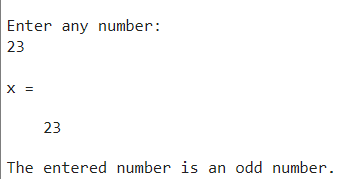 Enter any number:
23
x =
23
The entered number is an odd number.